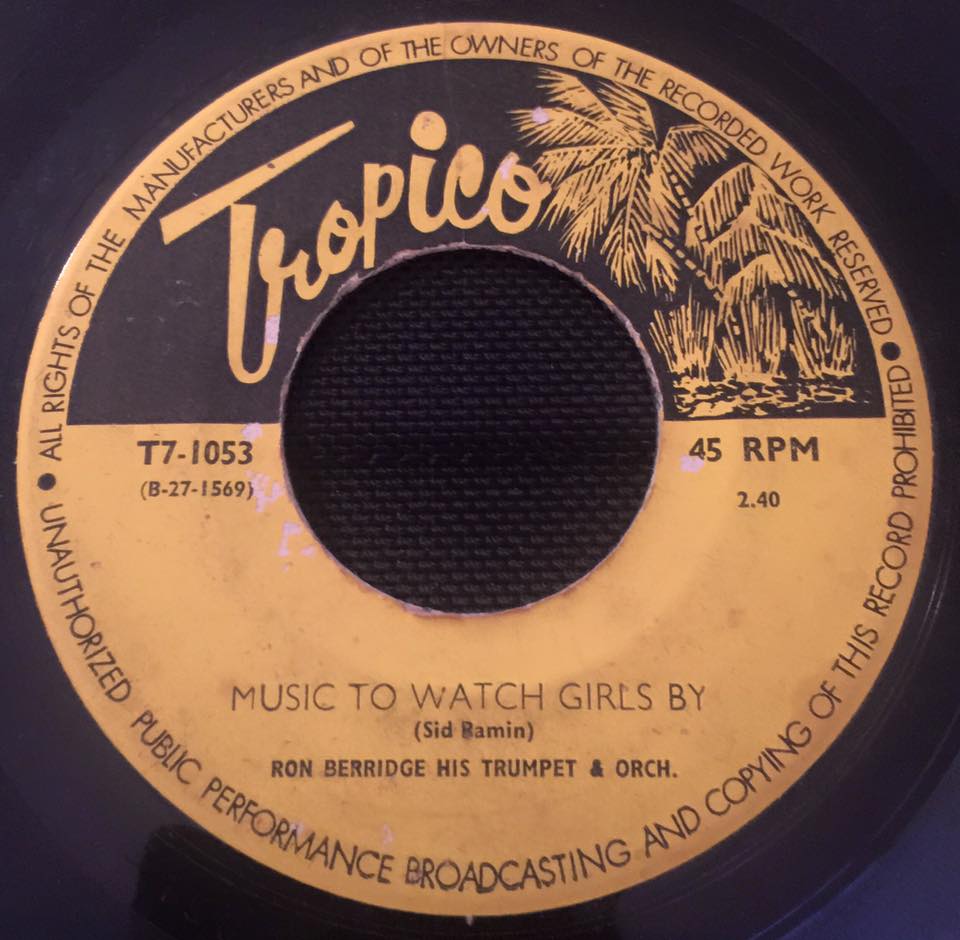 ALL RIGHTS OF THE MANUFACTURERS AND OF THE OWNERS OF THE RECORDED WORK RESERVED
Tropico
T7-1053
45 RPM
(B-27-1569)
2.40
MUSIC TO WATCH GIRLS BY
(Sid Ramin)
RON BERRIDGE HIS TRUMPET & ORCH.
UNAUTHORIZED PUBLIC PERFORMANCE BROADCASTING AND COPYING OF THIS RECORD PROHIBITED